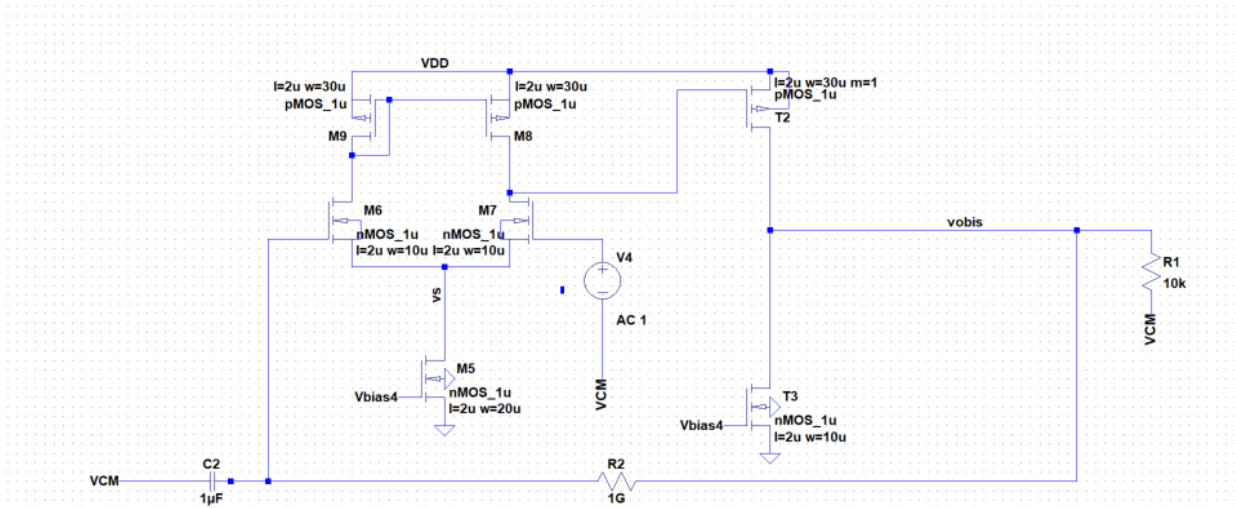 VDD
l=2u w=30u
pMOS_1u
M9
l=2u w=30u
pMOS_1u
M8
l=2u w=30u m=1
pMOS_1u
T2
M6
nMOS_1u
l=2u w=10u
M7
nMOS_1u
l=2u w=10u
vobis
V4
AC 1
VCM
R1
10k
VCM
vs
M5
nMOS_1u
l=2u w=20u
Vbias4
T3
nMOS_1u
l=2u w=10u
Vbias4
VCM
C2
1µF
R2
1G